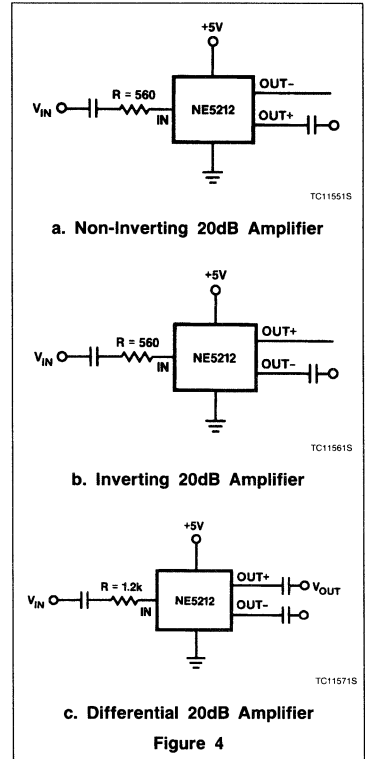 +5V
OUT−
R = 560
V_IN
NE5212
OUT+
IN
TC11551S
a. Non-Inverting 20dB Amplifier
+5V
OUT+
R = 560
V_IN
NE5212
OUT−
IN
TC11561S
b. Inverting 20dB Amplifier
+5V
OUT+
V_OUT
R = 1.2k
V_IN
NE5212
OUT−
IN
TC11571S
c. Differential 20dB Amplifier
Figure 4